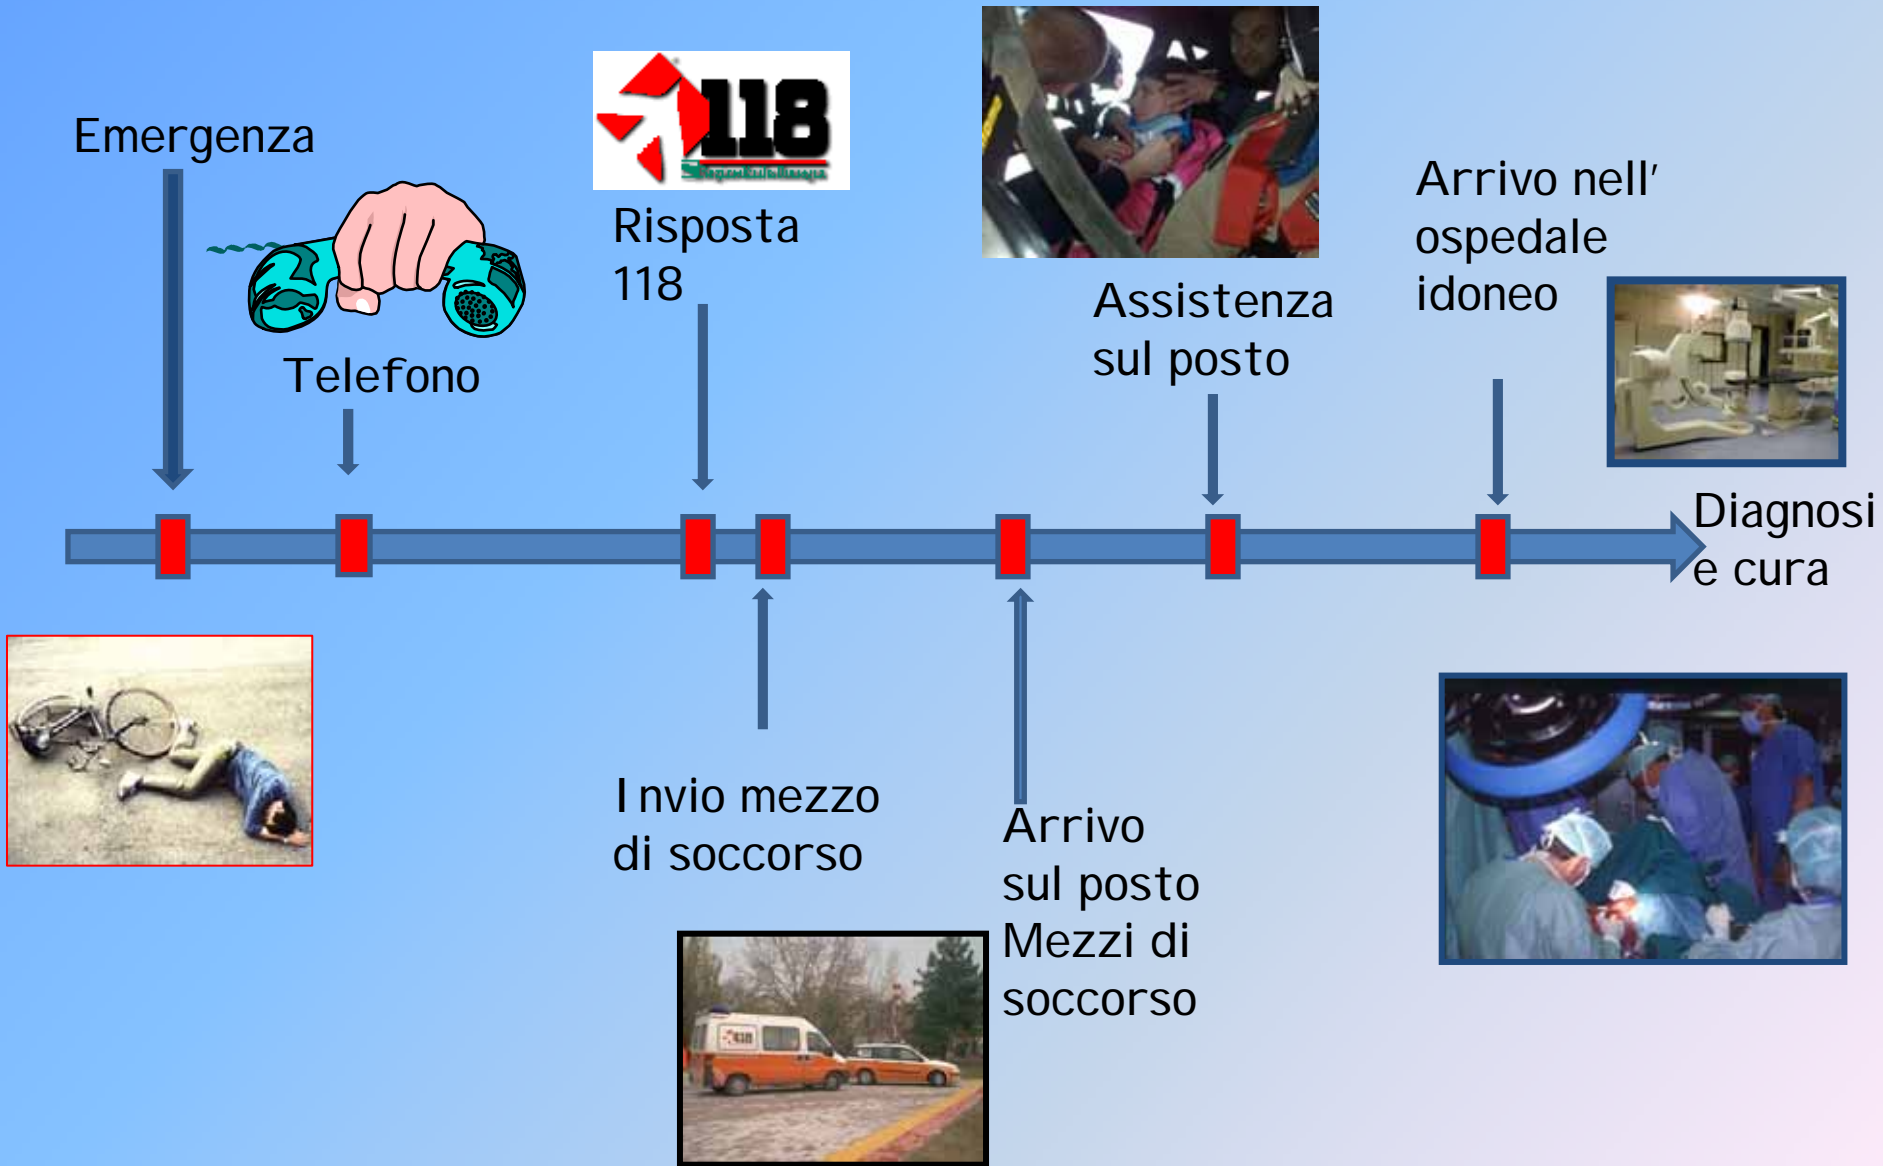 Emergenza
Telefono
118
Risposta
118
Invio mezzo
di soccorso
Arrivo
sul posto
Mezzi di
soccorso
Assistenza
sul posto
Arrivo nell'
ospedale
idoneo
Diagnosi
e cura
118